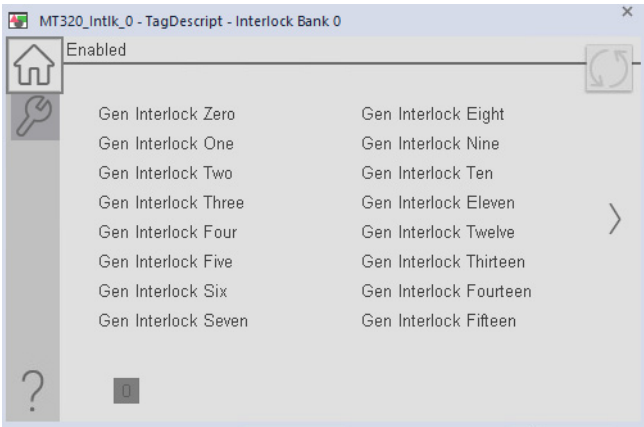 MT320_Intlk_0 - TagDescript - Interlock Bank 0
Enabled
Gen Interlock Zero
Gen Interlock One
Gen Interlock Two
Gen Interlock Three
Gen Interlock Four
Gen Interlock Five
Gen Interlock Six
Gen Interlock Seven
Gen Interlock Eight
Gen Interlock Nine
Gen Interlock Ten
Gen Interlock Eleven
Gen Interlock Twelve
Gen Interlock Thirteen
Gen Interlock Fourteen
Gen Interlock Fifteen
?
0